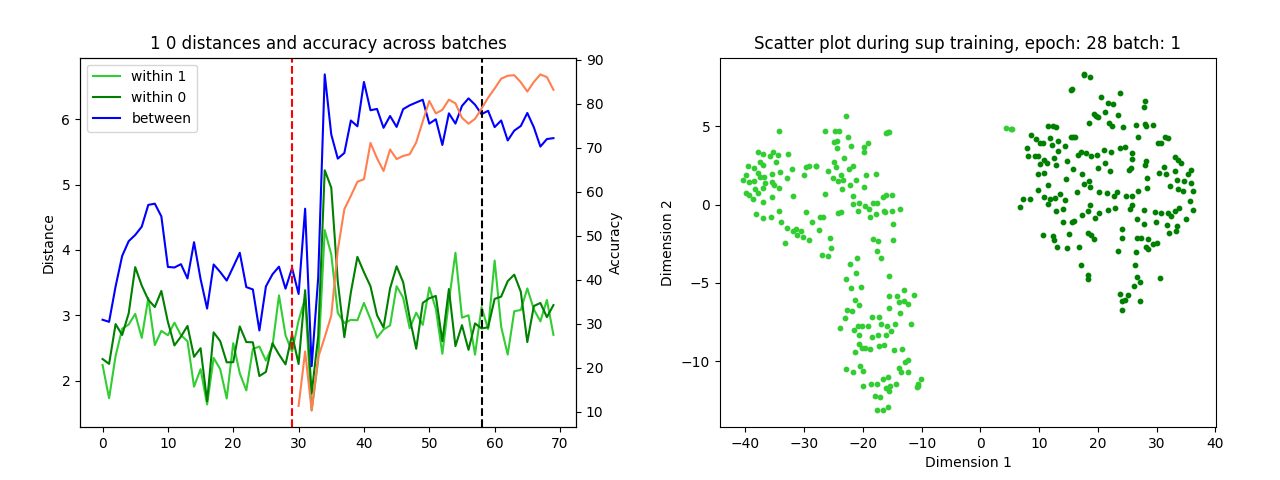 1 0 distances and accuracy across batches
within 1
within 0
between
Distance
6
5
4
3
2
0 10 20 30 40 50 60 70
90
80
70
60
50
40
30
20
10
Accuracy
Scatter plot during sup training, epoch: 28 batch: 1
Dimension 2
5
0
−5
−10
−40 −30 −20 −10 0 10 20 30 40
Dimension 1